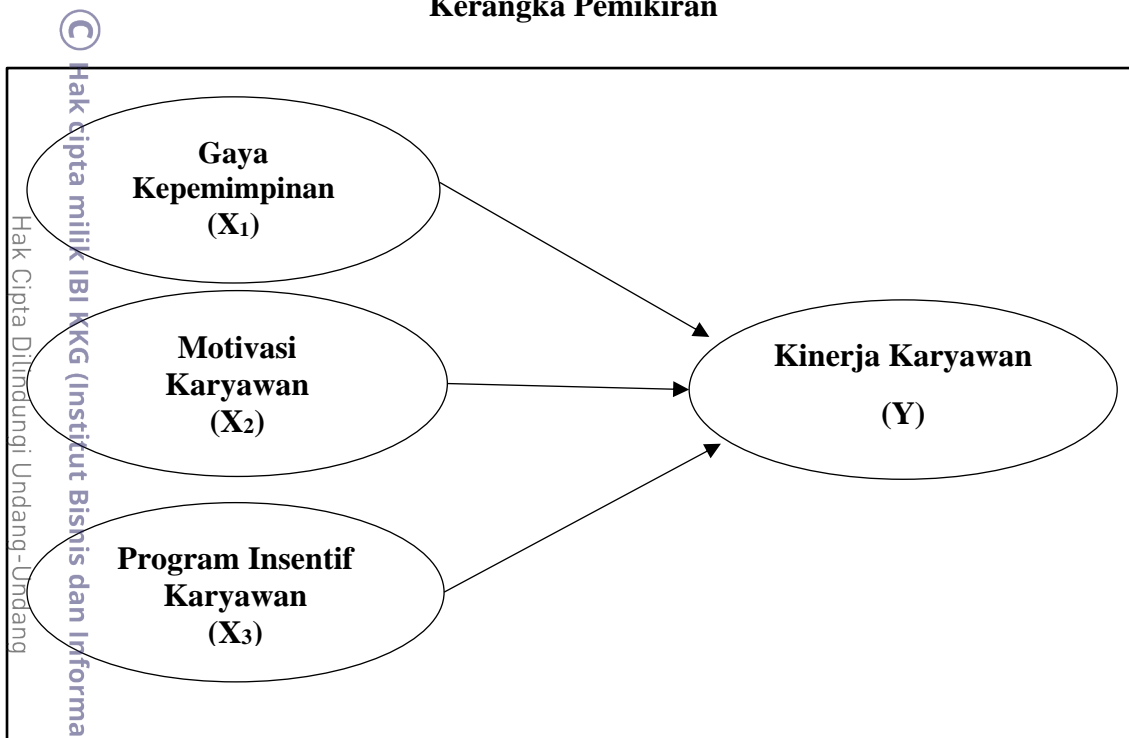 Kerangka Pemikiran
© Hak cipta milik IBI KKG (Institut Bisnis dan Informa
Hak Cipta Dilindungi Undang-Undang
Gaya
Kepemimpinan
(X1)
Motivasi
Karyawan
(X2)
Program Insentif
Karyawan
(X3)
Kinerja Karyawan
(Y)